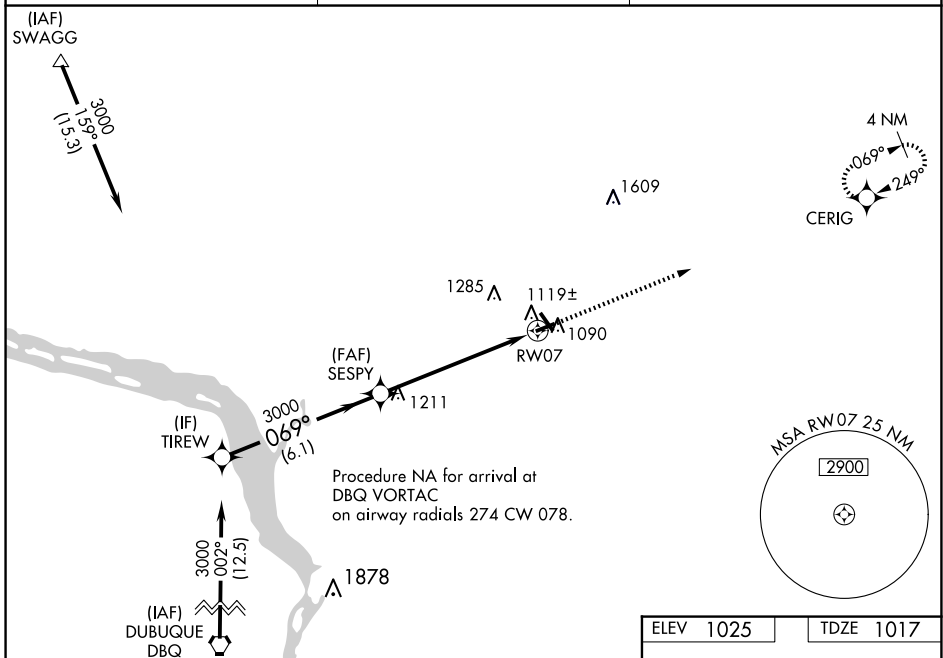 (IAF)
SWAGG
3000
159°
(15.3)
4 NM
069°
249°
CERIG
1609
1285
1119±
1090
RW07
(FAF)
SESPY
1211
(IF)
TIREW
3000
069°
(6.1)
Procedure NA for arrival at
DBQ VORTAC
on airway radials 274 CW 078.
MSA RW07 25 NM
2900
3000
002°
(12.5)
1878
(IAF)
DUBUQUE
DBQ
ELEV 1025
TDZE 1017